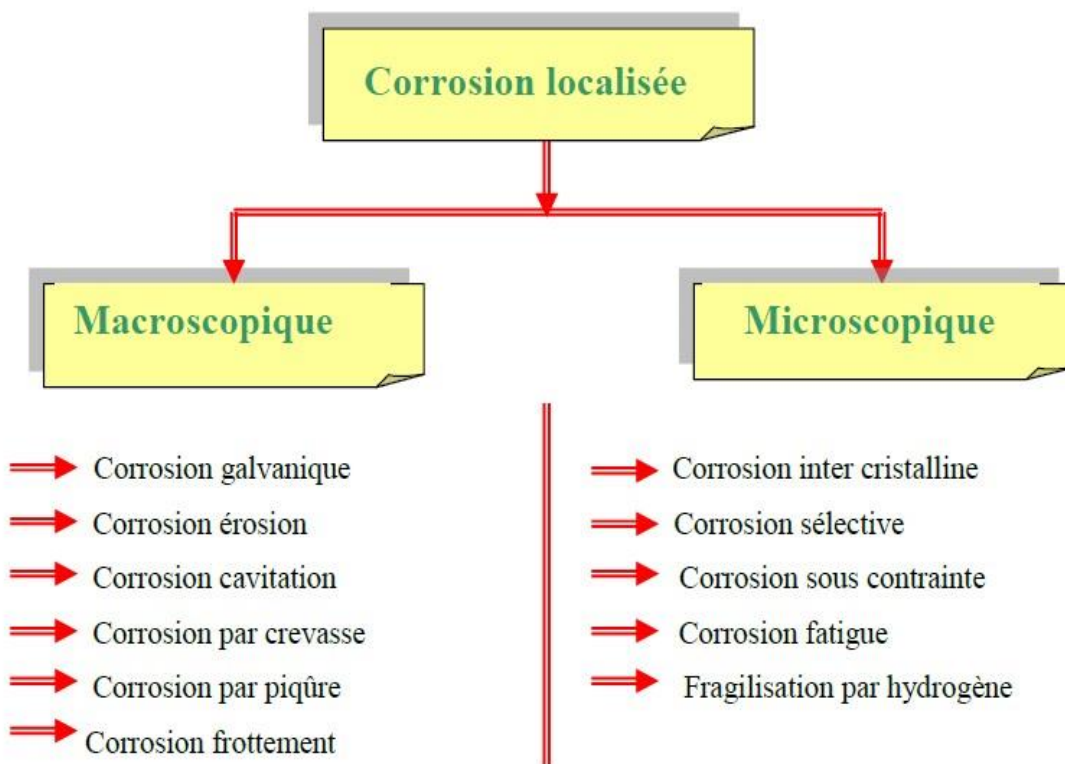 Corrosion localisée
Macroscopique
Microscopique
Corrosion galvanique
Corrosion érosion
Corrosion cavitation
Corrosion par crevasse
Corrosion par piqûre
Corrosion frottement
Corrosion inter cristalline
Corrosion sélective
Corrosion sous contrainte
Corrosion fatigue
Fragilisation par hydrogène